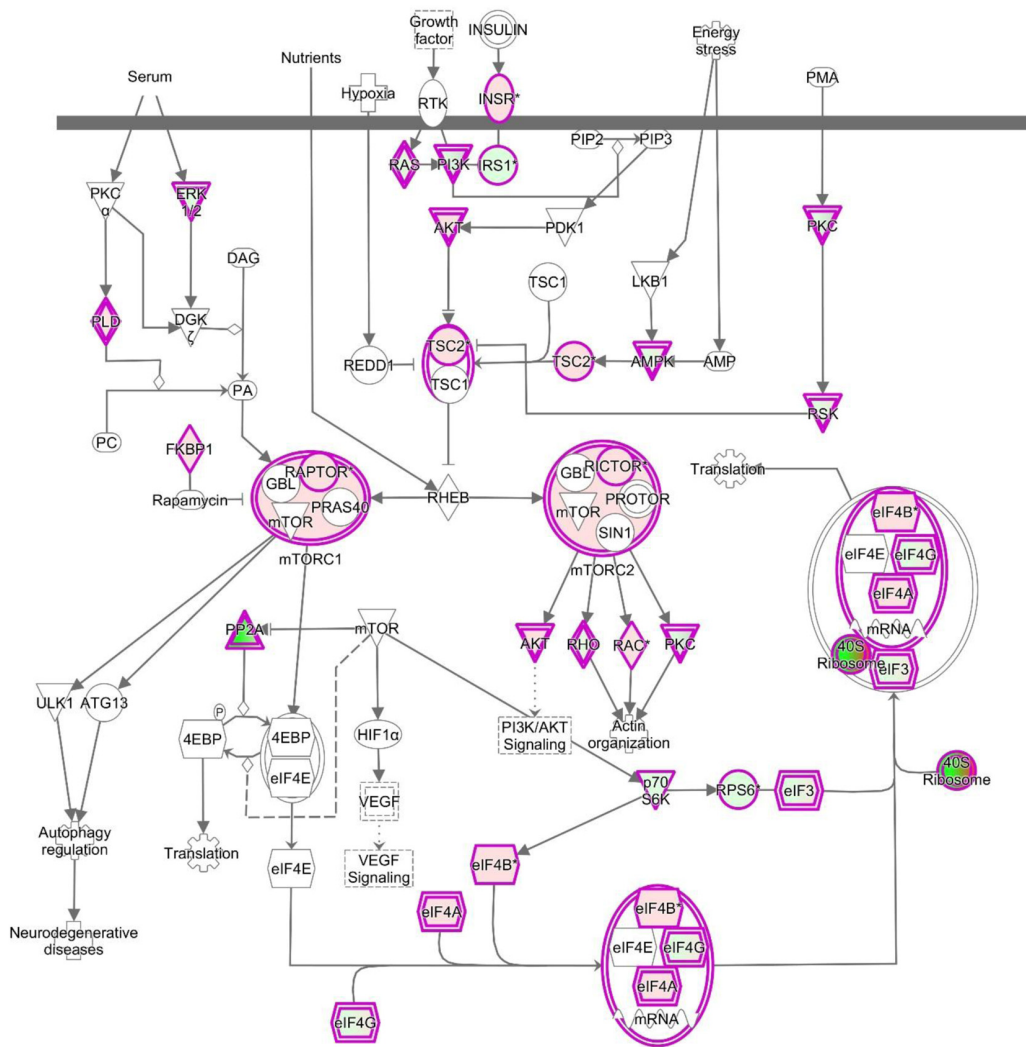 Growth
factor
INSULIN
Energy
stress
Nutrients
Serum
Hypoxia
RTK
INSR*
PMA
PIP2
PIP3
RAS
PI3K
IRS1*
PKC
α
ERK
1/2
AKT
PDK1
PKC
DAG
LKB1
TSC1
PLD
DGK
ζ
TSC2*
REDD1
TSC1
TSC2*
AMPK
AMP
PA
PC
RSK
FKBP1
RAPTOR*
GBL
Rapamycin
PRAS40
mTOR
mTORC1
RHEB
RICTOR*
GBL
PROTOR
mTOR
SIN1
mTORC2
Translation
eIF4B*
eIF4E
eIF4G
eIF4A
mRNA
40S
Ribosome
eIF3
PP2A
mTOR
AKT
RHO
RAC*
PKC
ULK1
ATG13
P
4EBP
4EBP
eIF4E
HIF1α
PI3K/AKT
Signaling
Actin
organization
VEGF
p70
S6K
RPS6*
eIF3
40S
Ribosome
Autophagy
regulation
Translation
eIF4E
VEGF
Signaling
eIF4B*
eIF4A
eIF4B*
Neurodegenerative
diseases
eIF4E
eIF4G
eIF4A
eIF4G
mRNA